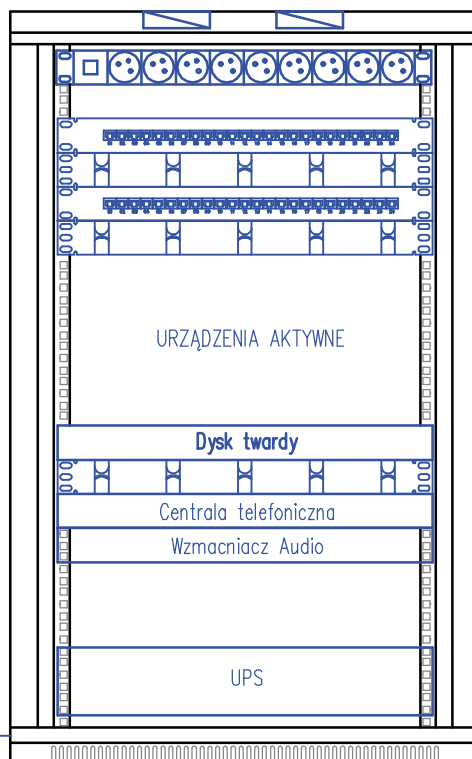 URZĄDZENIA AKTYWNE
Dysk twardy
Centrala telefoniczna
Wzmacniacz Audio
UPS